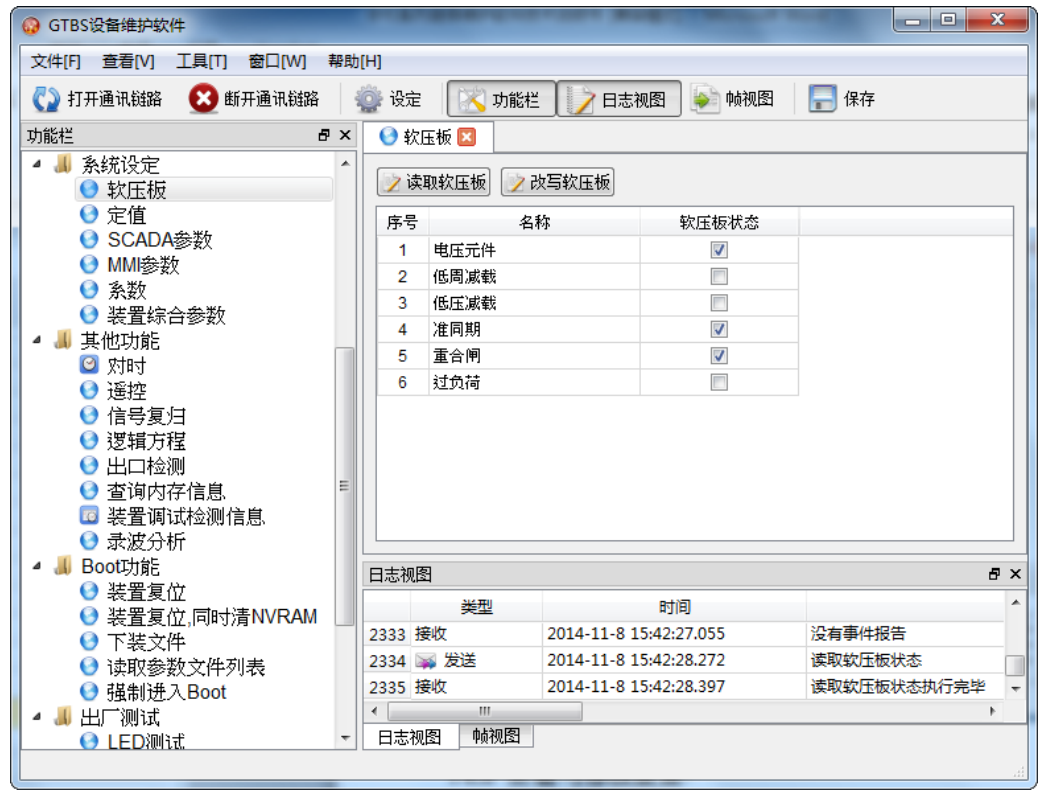 GTBS设备维护软件
文件[F] 查看[V] 工具[T] 窗口[W] 帮助[H]
打开通讯链路 断开通讯链路 设定 功能栏 日志视图 帧视图 保存
功能栏
系统设定
软压板
定值
SCADA参数
MMI参数
系数
装置综合参数
其他功能
对时
遥控
信号复归
逻辑方程
出口检测
查询内存信息
装置调试检测信息
录波分析
Boot功能
装置复位
装置复位,同时清NVRAM
下装文件
读取参数文件列表
强制进入Boot
出厂测试
LED测试
软压板
读取软压板 改写软压板
序号 名称 软压板状态
1 电压元件
2 低周减载
3 低压减载
4 准同期
5 重合闸
6 过负荷
日志视图
类型 时间
2333 接收 2014-11-8 15:42:27.055 没有事件报告
2334 发送 2014-11-8 15:42:28.272 读取软压板状态
2335 接收 2014-11-8 15:42:28.397 读取软压板状态执行完毕
日志视图 帧视图